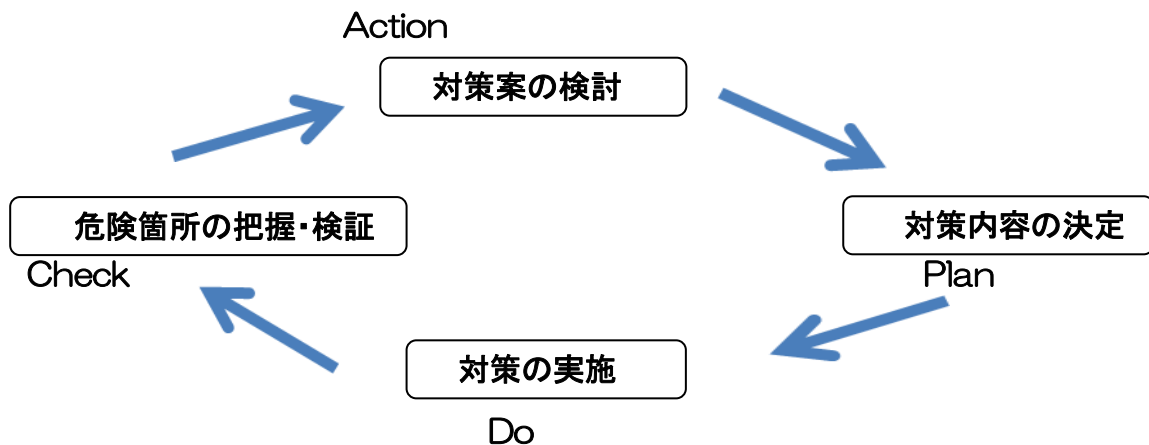 Action
対策案の検討
危険箇所の把握・検証
Check
対策内容の決定
Plan
対策の実施
Do